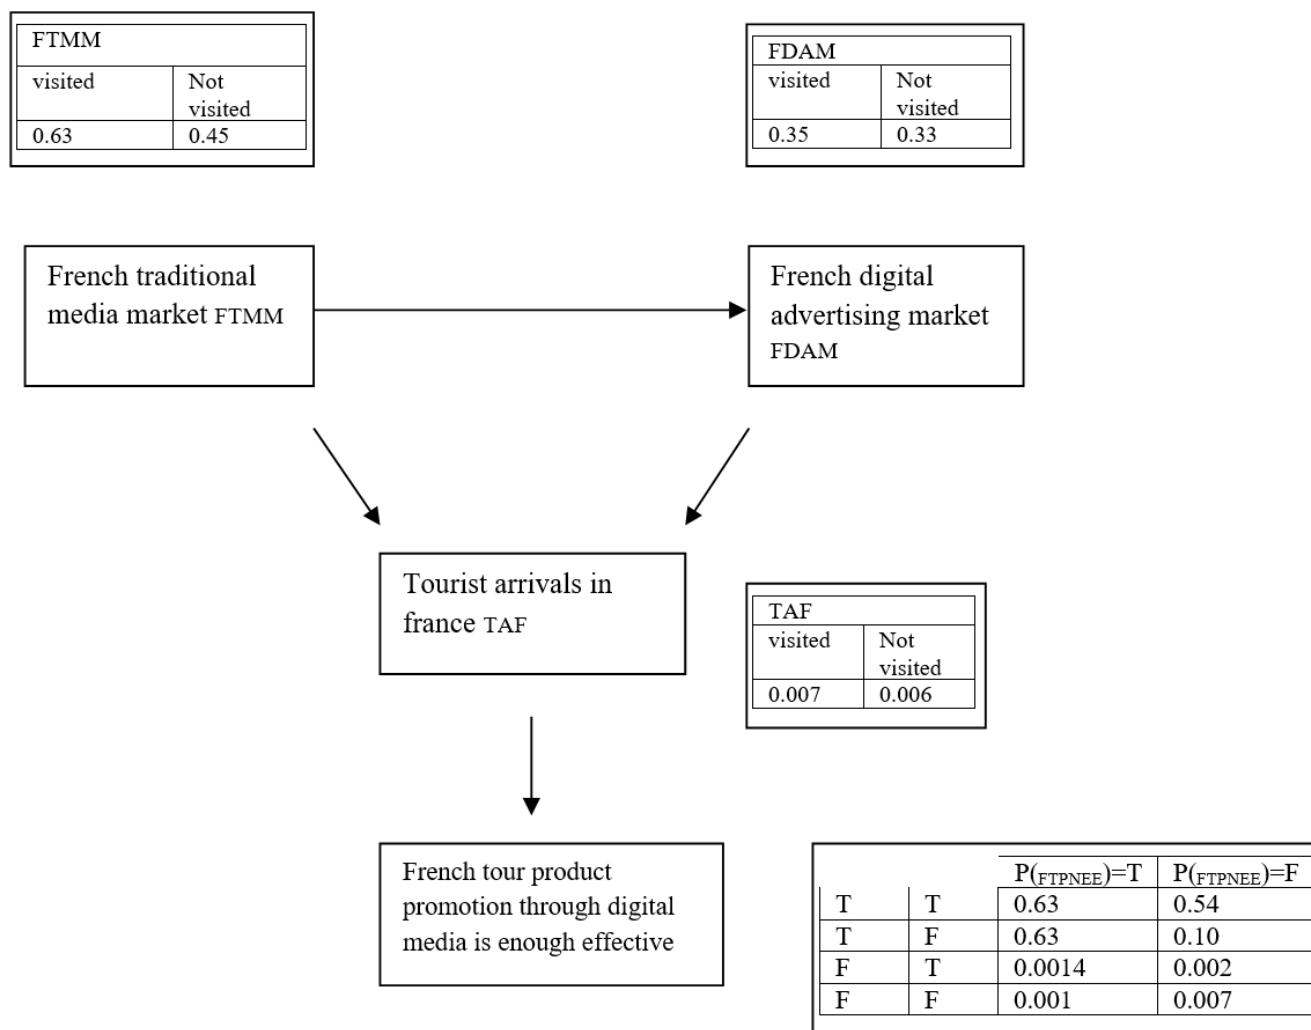 FTMM
visited Not
visited
0.63 0.45
FDAM
visited Not
visited
0.35 0.33
French traditional
media market FTMM
French digital
advertising market
FDAM
Tourist arrivals in
france TAF
TAF
visited Not
visited
0.007 0.006
French tour product
promotion through digital
media is enough effective
P(FTPNEE)=T P(FTPNEE)=F
T T 0.63 0.54
T F 0.63 0.10
F T 0.0014 0.002
F F 0.001 0.007